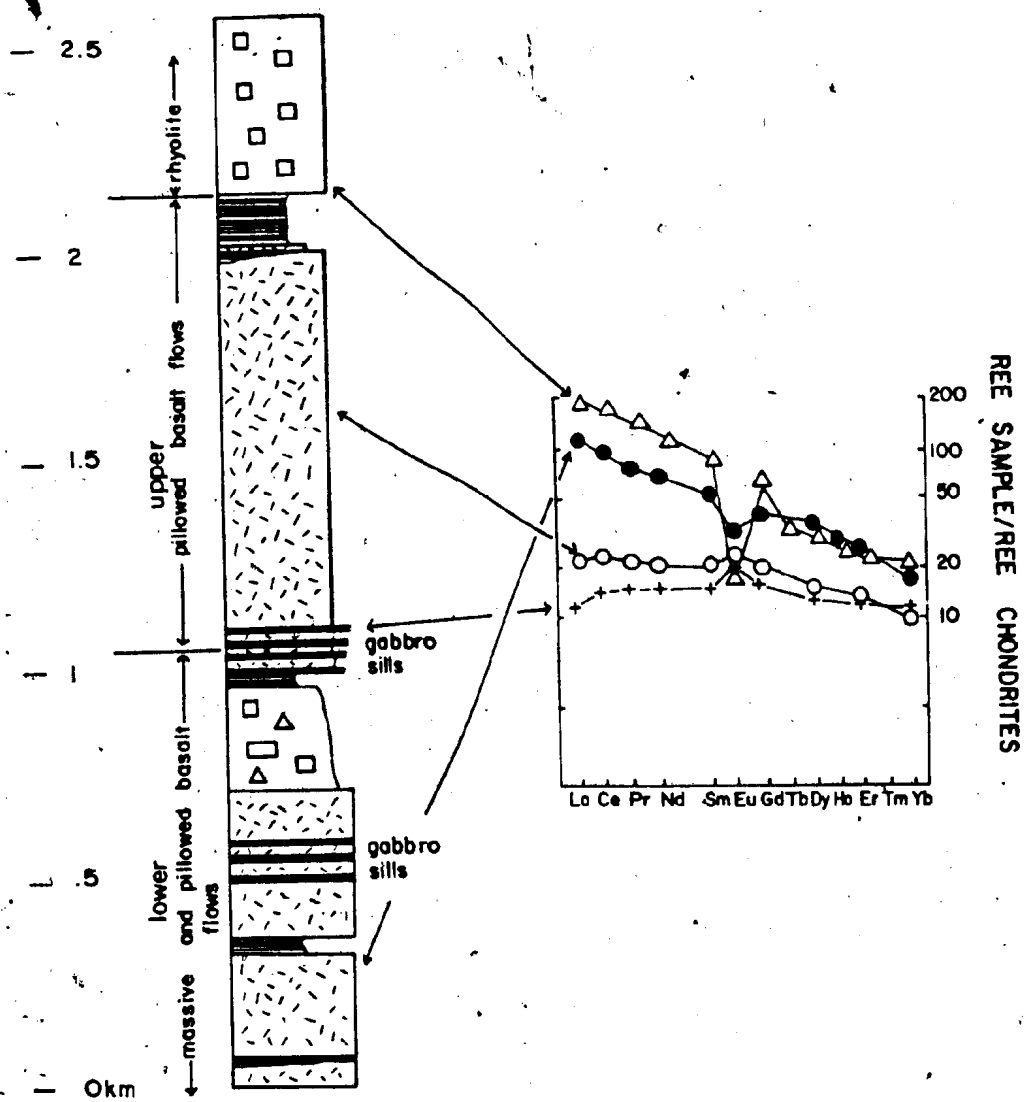 2.5
2
1.5
1
.5
0km
rhyolite
upper
pillowed basalt flows
lower
massive and pillowed basalt
flows
gabbro
sills
gabbro
sills
200
100
50
20
10
REE SAMPLE/REE CHONDRITES
La Ce Pr Nd Sm Eu Gd Tb Dy Ho Er Tm Yb